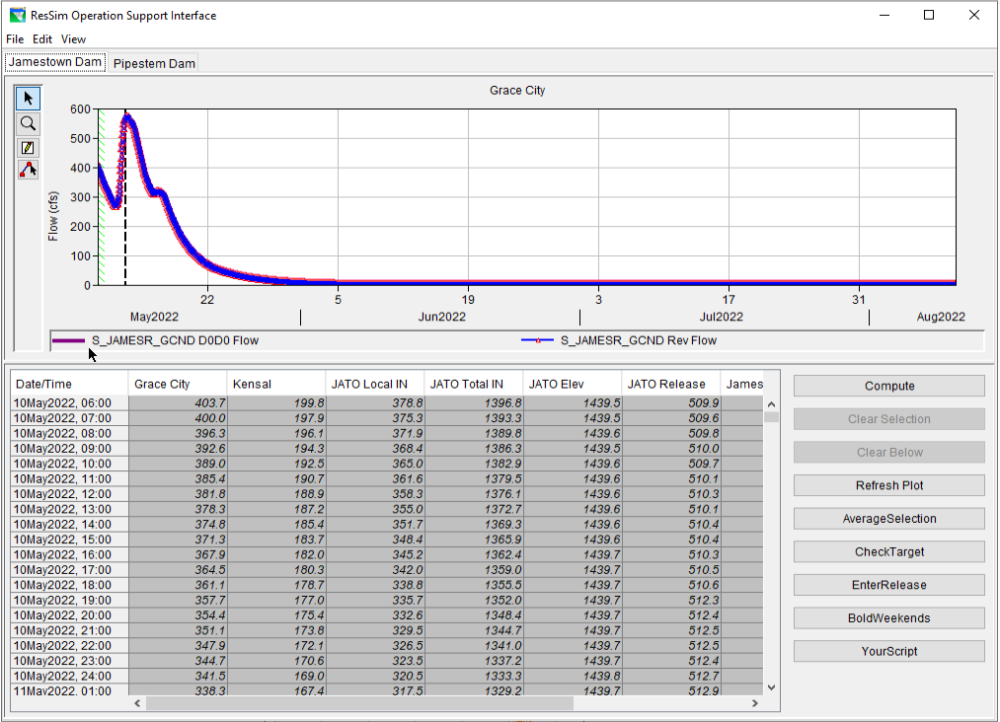 ResSim Operation Support Interface
File Edit View
Jamestown Dam Pipestem Dam
Grace City
600
500
400
300
200
100
0
Flow (cfs)
22 5 19 3 17 31
May2022 Jun2022 Jul2022 Aug2022
S_JAMESR_GCND D0D0 Flow S_JAMESR_GCND Rev Flow
Date/Time Grace City Kensal JATO Local IN JATO Total IN JATO Elev JATO Release James
10May2022, 06:00 403.7 199.8 378.8 1396.8 1439.5 509.9
10May2022, 07:00 400.0 197.9 375.3 1393.3 1439.5 509.6
10May2022, 08:00 396.3 196.1 371.9 1389.8 1439.6 509.8
10May2022, 09:00 392.6 194.3 368.4 1386.3 1439.5 510.0
10May2022, 10:00 389.0 192.5 365.0 1382.9 1439.6 509.7
10May2022, 11:00 385.4 190.7 361.6 1379.5 1439.6 510.1
10May2022, 12:00 381.8 188.9 358.3 1376.1 1439.6 510.3
10May2022, 13:00 378.3 187.2 355.0 1372.7 1439.6 510.1
10May2022, 14:00 374.8 185.4 351.7 1369.3 1439.6 510.4
10May2022, 15:00 371.3 183.7 348.4 1365.9 1439.6 510.4
10May2022, 16:00 367.9 182.0 345.2 1362.4 1439.7 510.3
10May2022, 17:00 364.5 180.3 342.0 1359.0 1439.7 510.5
10May2022, 18:00 361.1 178.7 338.8 1355.5 1439.7 510.6
10May2022, 19:00 357.7 177.0 335.7 1352.0 1439.7 512.3
10May2022, 20:00 354.4 175.4 332.6 1348.4 1439.7 512.4
10May2022, 21:00 351.1 173.8 329.5 1344.7 1439.7 512.5
10May2022, 22:00 347.9 172.1 326.5 1341.0 1439.7 512.5
10May2022, 23:00 344.7 170.6 323.5 1337.2 1439.7 512.4
10May2022, 24:00 341.5 169.0 320.5 1333.3 1439.8 512.7
11May2022, 01:00 338.3 167.4 317.5 1329.2 1439.7 512.9
Compute
Clear Selection
Clear Below
Refresh Plot
AverageSelection
CheckTarget
EnterRelease
BoldWeekends
YourScript